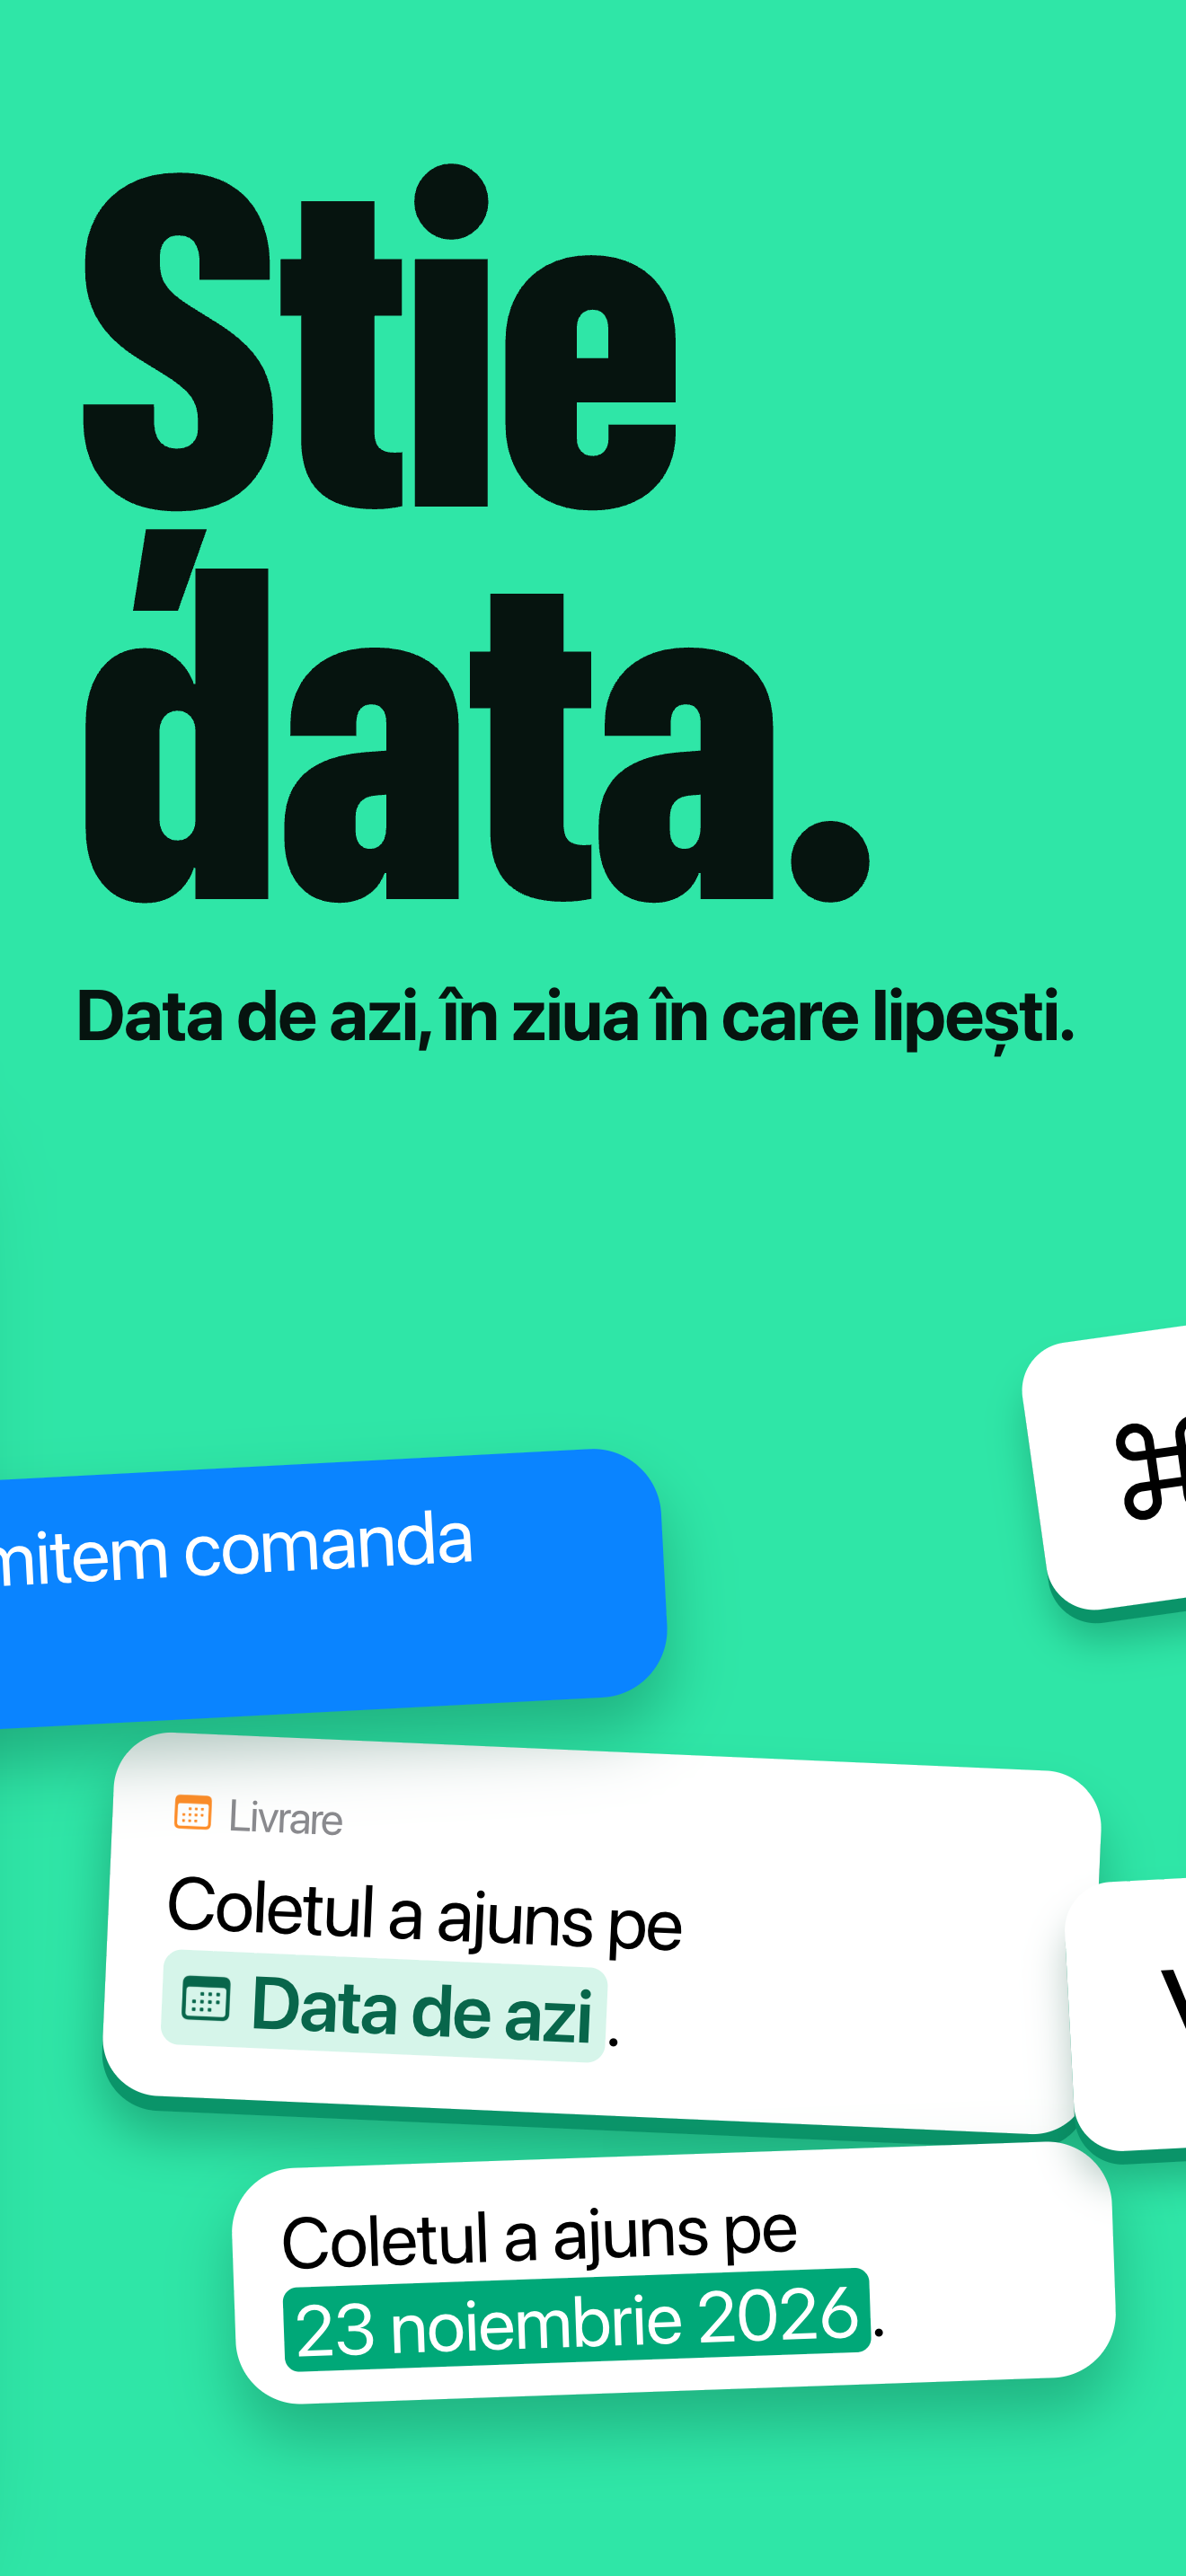 Știe
data.
Data de azi, în ziua în care lipești.
⌘
mitem comanda
Livrare
Coletul a ajuns pe
Data de azi.
Coletul a ajuns pe
23 noiembrie 2026.